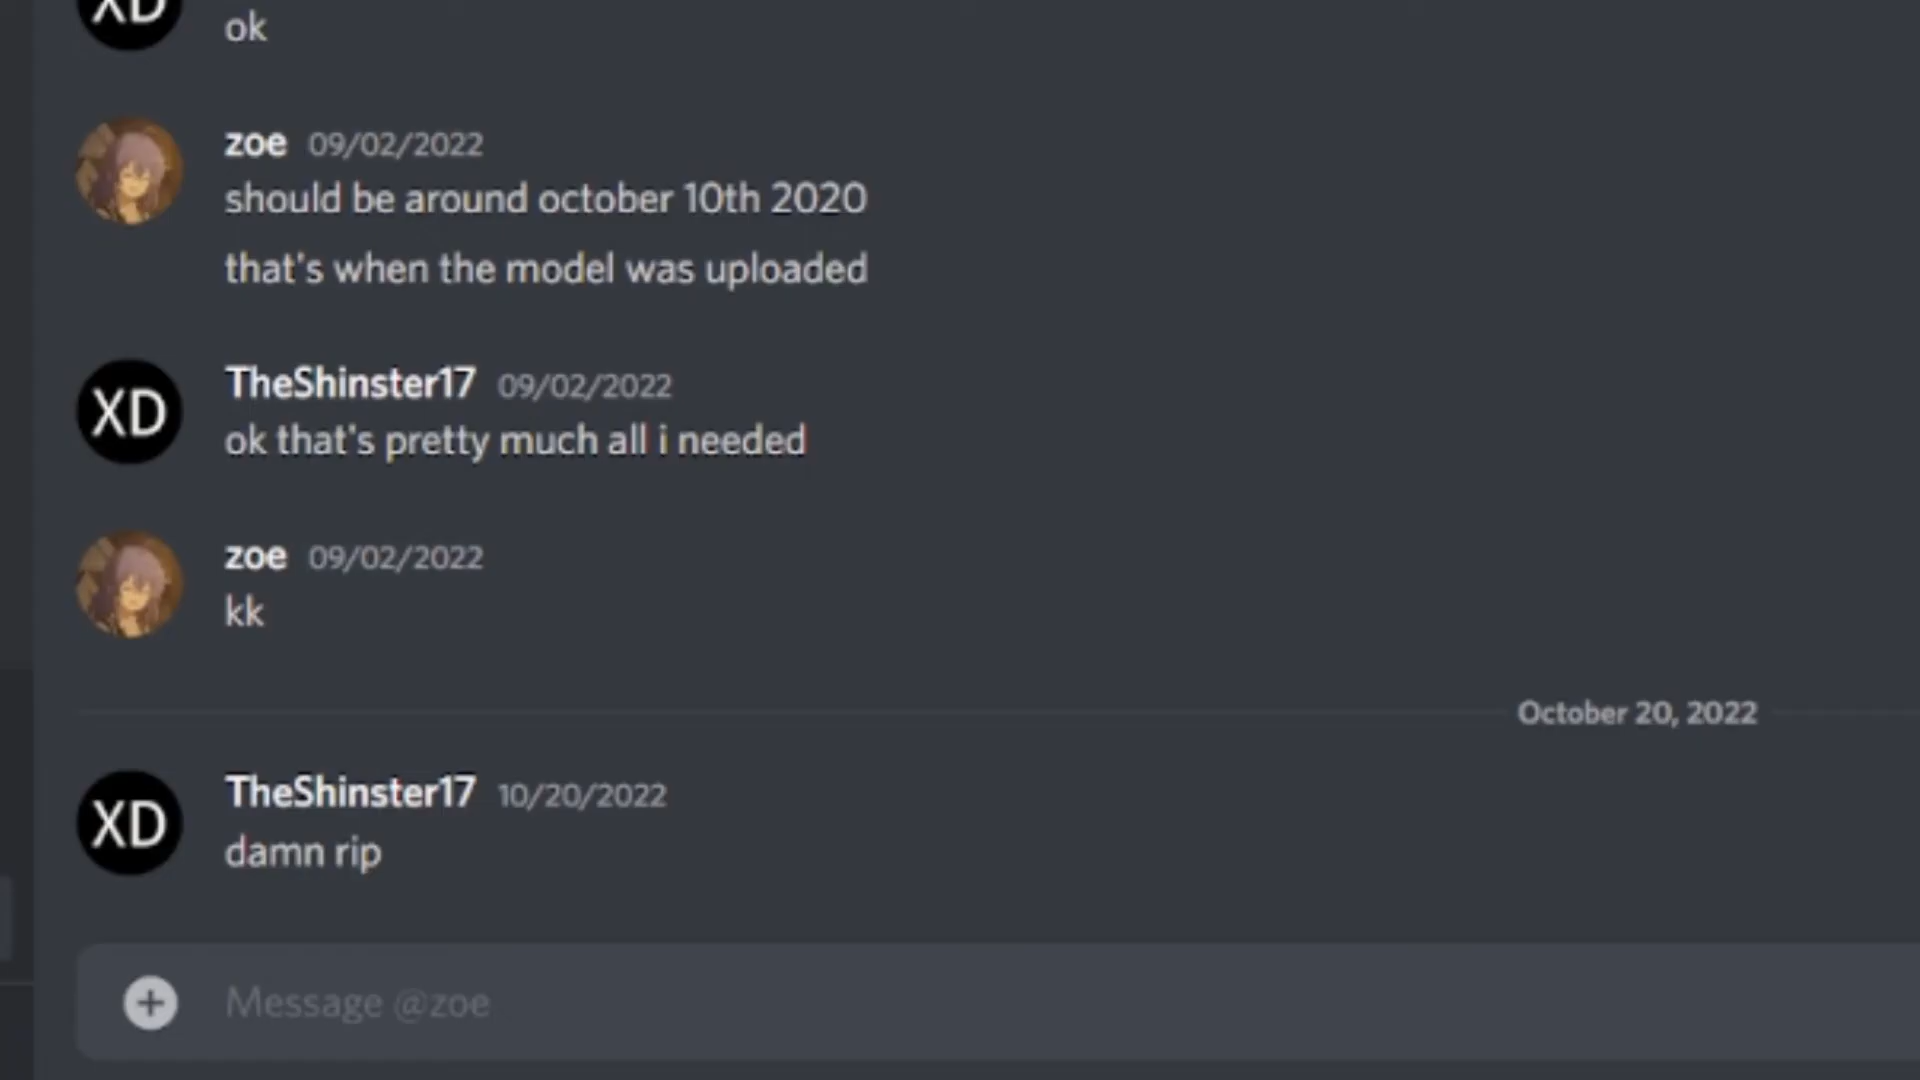 XD
ok
zoe 09/02/2022
should be around october 10th 2020
that's when the model was uploaded
XD
TheShinster17 09/02/2022
ok that's pretty much all i needed
zoe 09/02/2022
kk
October 20, 2022
XD
TheShinster17 10/20/2022
damn rip
Message @zoe